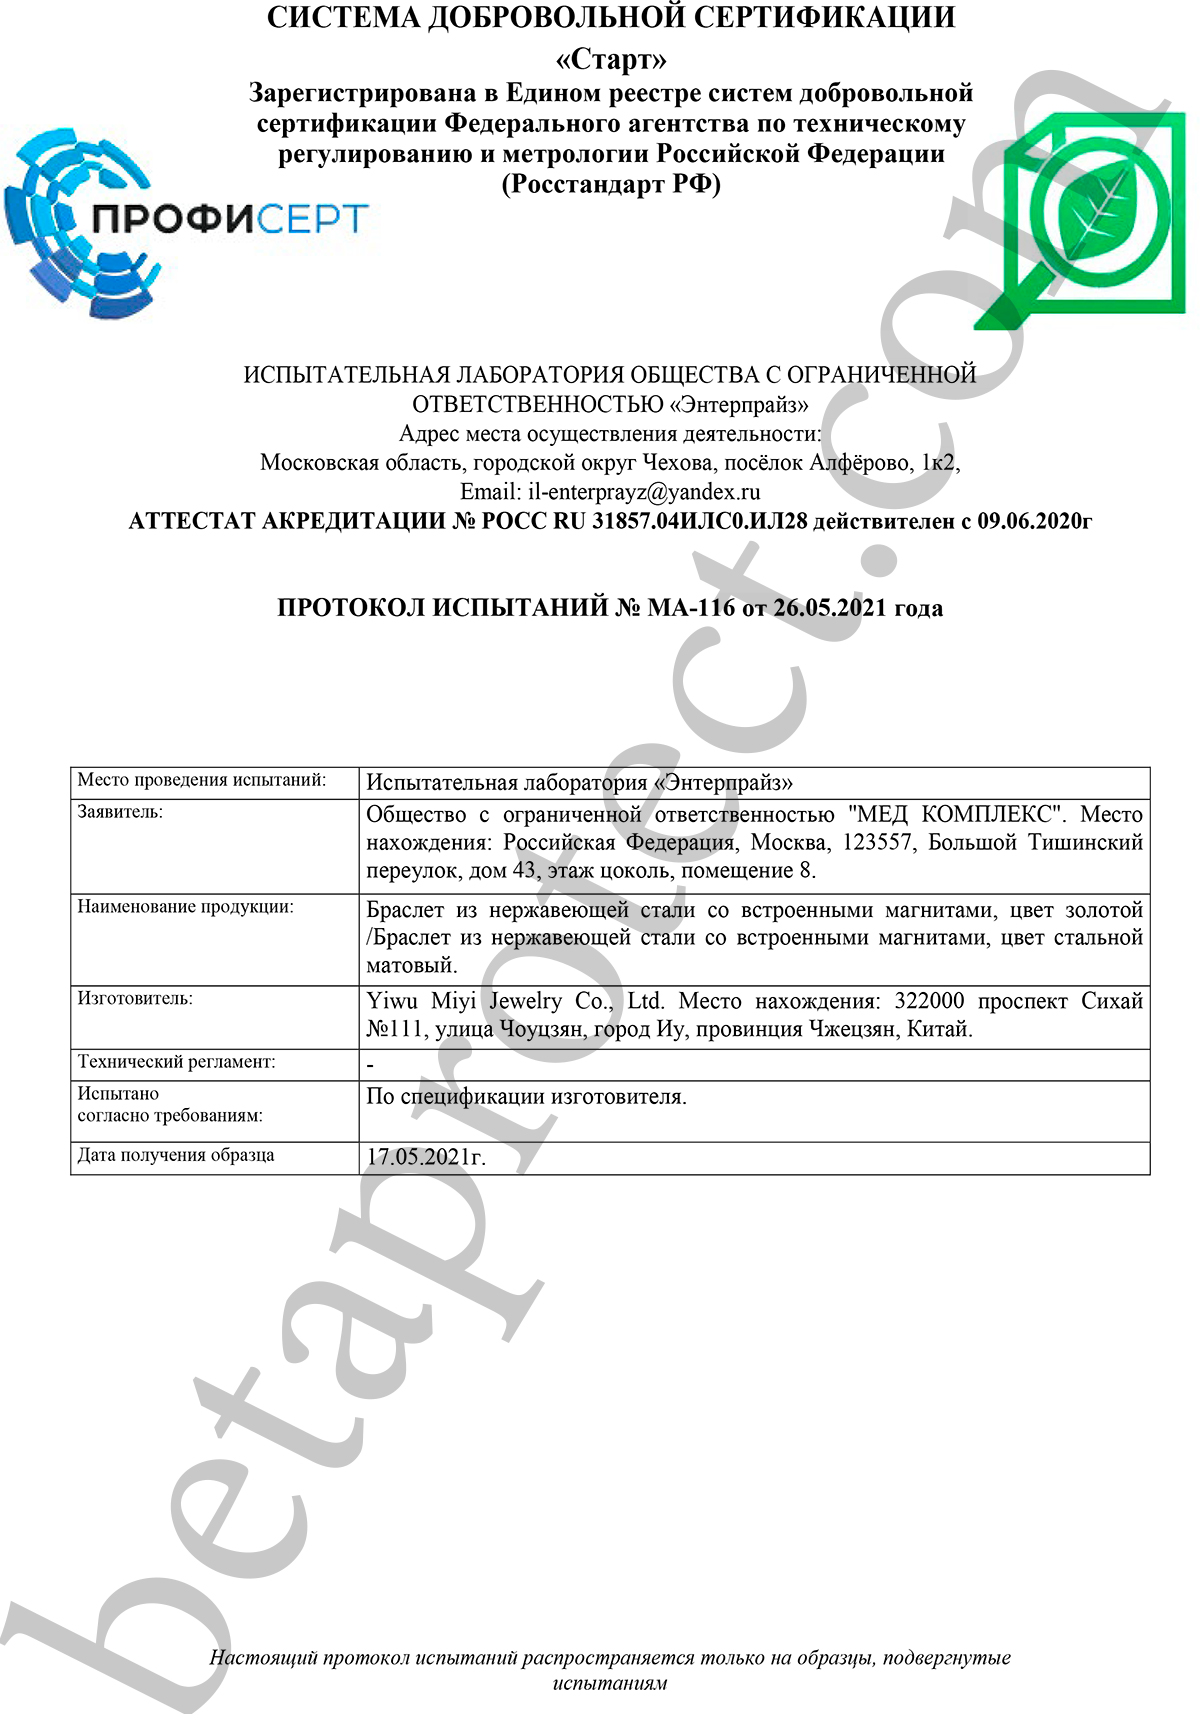 СИСТЕМА ДОБРОВОЛЬНОЙ СЕРТИФИКАЦИИ
«Старт»
Зарегистрирована в Едином реестре систем добровольной
сертификации Федерального агентства по техническому
регулированию и метрологии Российской Федерации
(Росстандарт РФ)
ПРОФИСЕРТ
ИСПЫТАТЕЛЬНАЯ ЛАБОРАТОРИЯ ОБЩЕСТВА С ОГРАНИЧЕННОЙ
ОТВЕТСТВЕННОСТЬЮ «Энтерпрайз»
Адрес места осуществления деятельности:
Московская область, городской округ Чехова, посёлок Алфёрово, 1к2,
Email: il-enterprayz@yandex.ru
АТТЕСТАТ АКРЕДИТАЦИИ № РОСС RU 31857.04ИЛС0.ИЛ28 действителен с 09.06.2020г
ПРОТОКОЛ ИСПЫТАНИЙ № МА-116 от 26.05.2021 года
Место проведения испытаний:
Испытательная лаборатория «Энтерпрайз»
Заявитель:
Общество с ограниченной ответственностью "МЕД КОМПЛЕКС". Место
нахождения: Российская Федерация, Москва, 123557, Большой Тишинский
переулок, дом 43, этаж цоколь, помещение 8.
Наименование продукции:
Браслет из нержавеющей стали со встроенными магнитами, цвет золотой
/Браслет из нержавеющей стали со встроенными магнитами, цвет стальной
матовый.
Изготовитель:
Yiwu Miyi Jewelry Co., Ltd. Место нахождения: 322000 проспект Сихай
№111, улица Чоуцзян, город Иу, провинция Чжецзян, Китай.
Технический регламент:
-
Испытано
согласно требованиям:
По спецификации изготовителя.
Дата получения образца
17.05.2021г.
Настоящий протокол испытаний распространяется только на образцы, подвергнутые
испытаниям
betaprotect.com